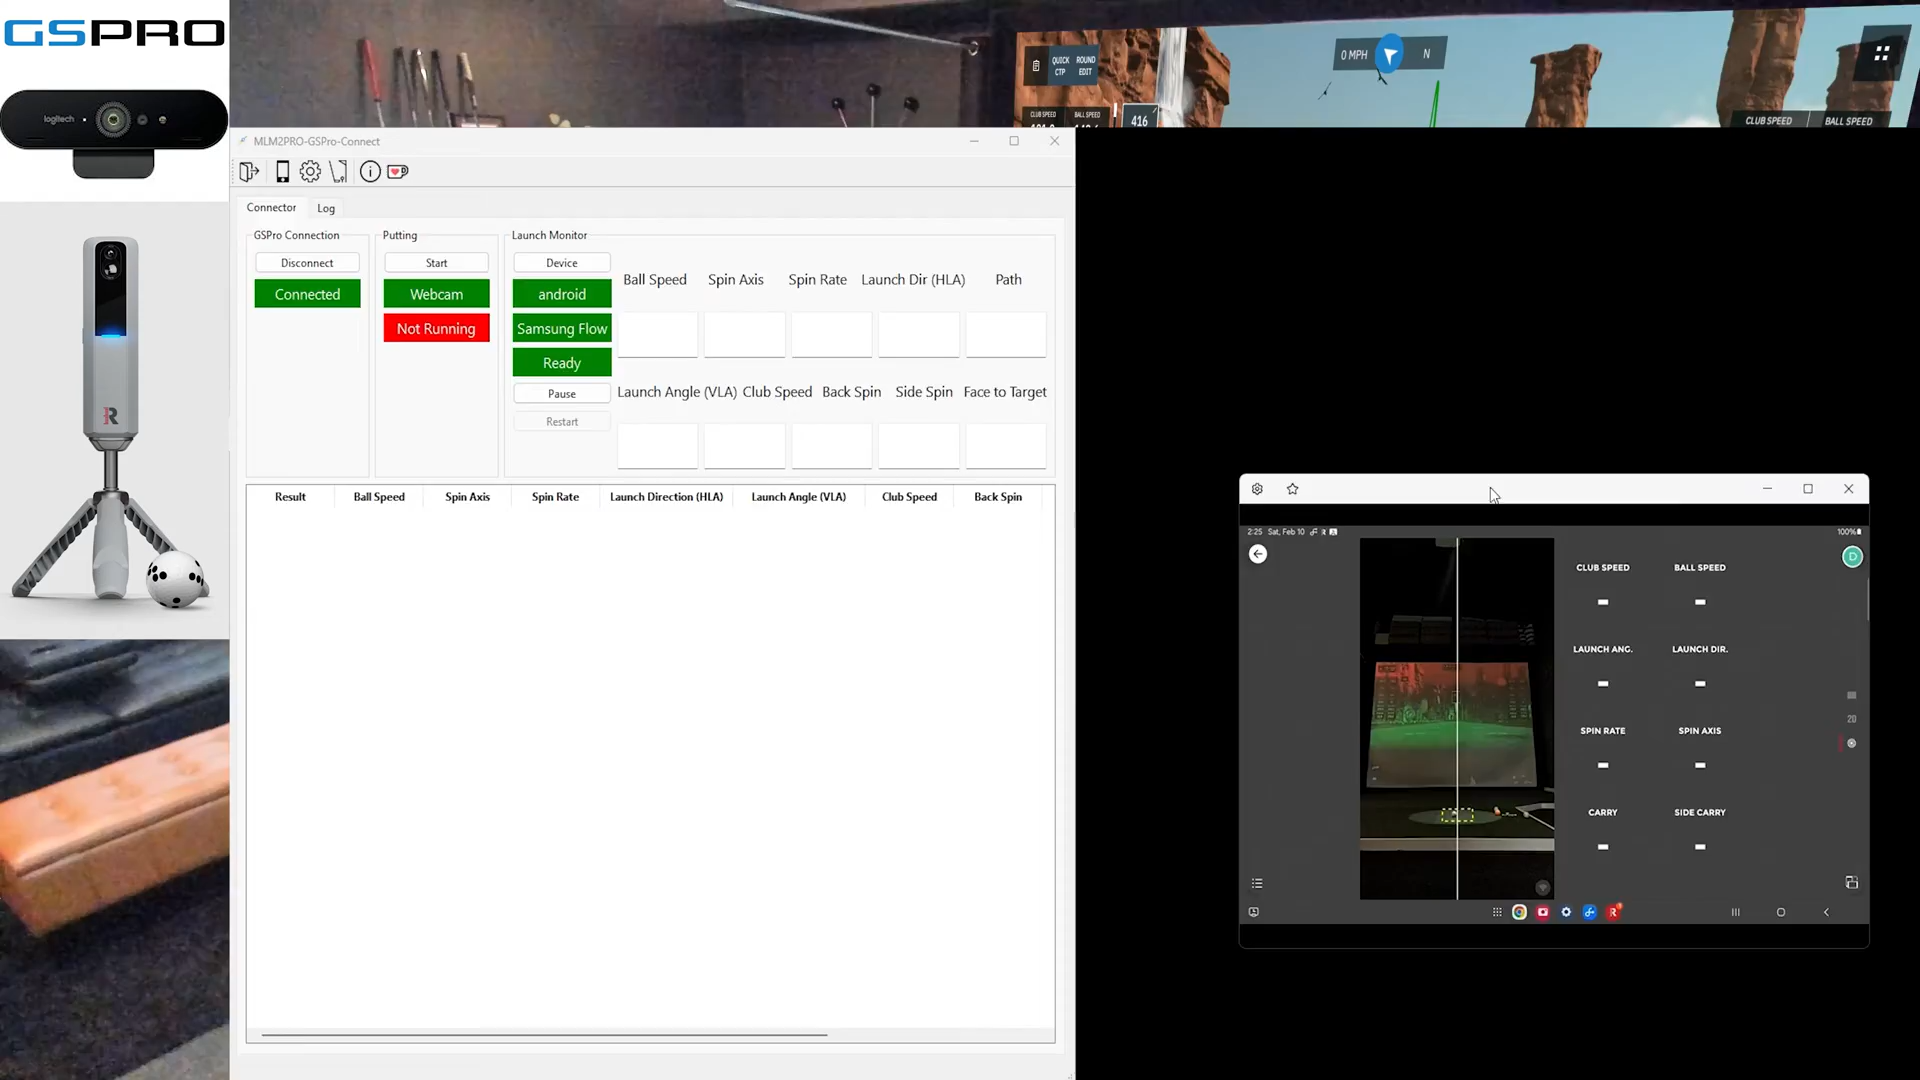 GSPRO
logitech
QUICK CTP
ROUND EDIT
0 MPH
N
CLUB SPEED
BALL SPEED
416
CLUB SPEED
BALL SPEED
MLM2PRO-GSPro-Connect
Connector
Log
GSPro Connection
Putting
Launch Monitor
Disconnect
Start
Device
Connected
Webcam
android
Not Running
Samsung Flow
Ready
Pause
Restart
Ball Speed
Spin Axis
Spin Rate
Launch Dir (HLA)
Path
Launch Angle (VLA)
Club Speed
Back Spin
Side Spin
Face to Target
Result
Ball Speed
Spin Axis
Spin Rate
Launch Direction (HLA)
Launch Angle (VLA)
Club Speed
Back Spin
R
2:25 Sat, Feb 10
100%
D
CLUB SPEED
BALL SPEED
LAUNCH ANG.
LAUNCH DIR.
20
SPIN RATE
SPIN AXIS
CARRY
SIDE CARRY
R